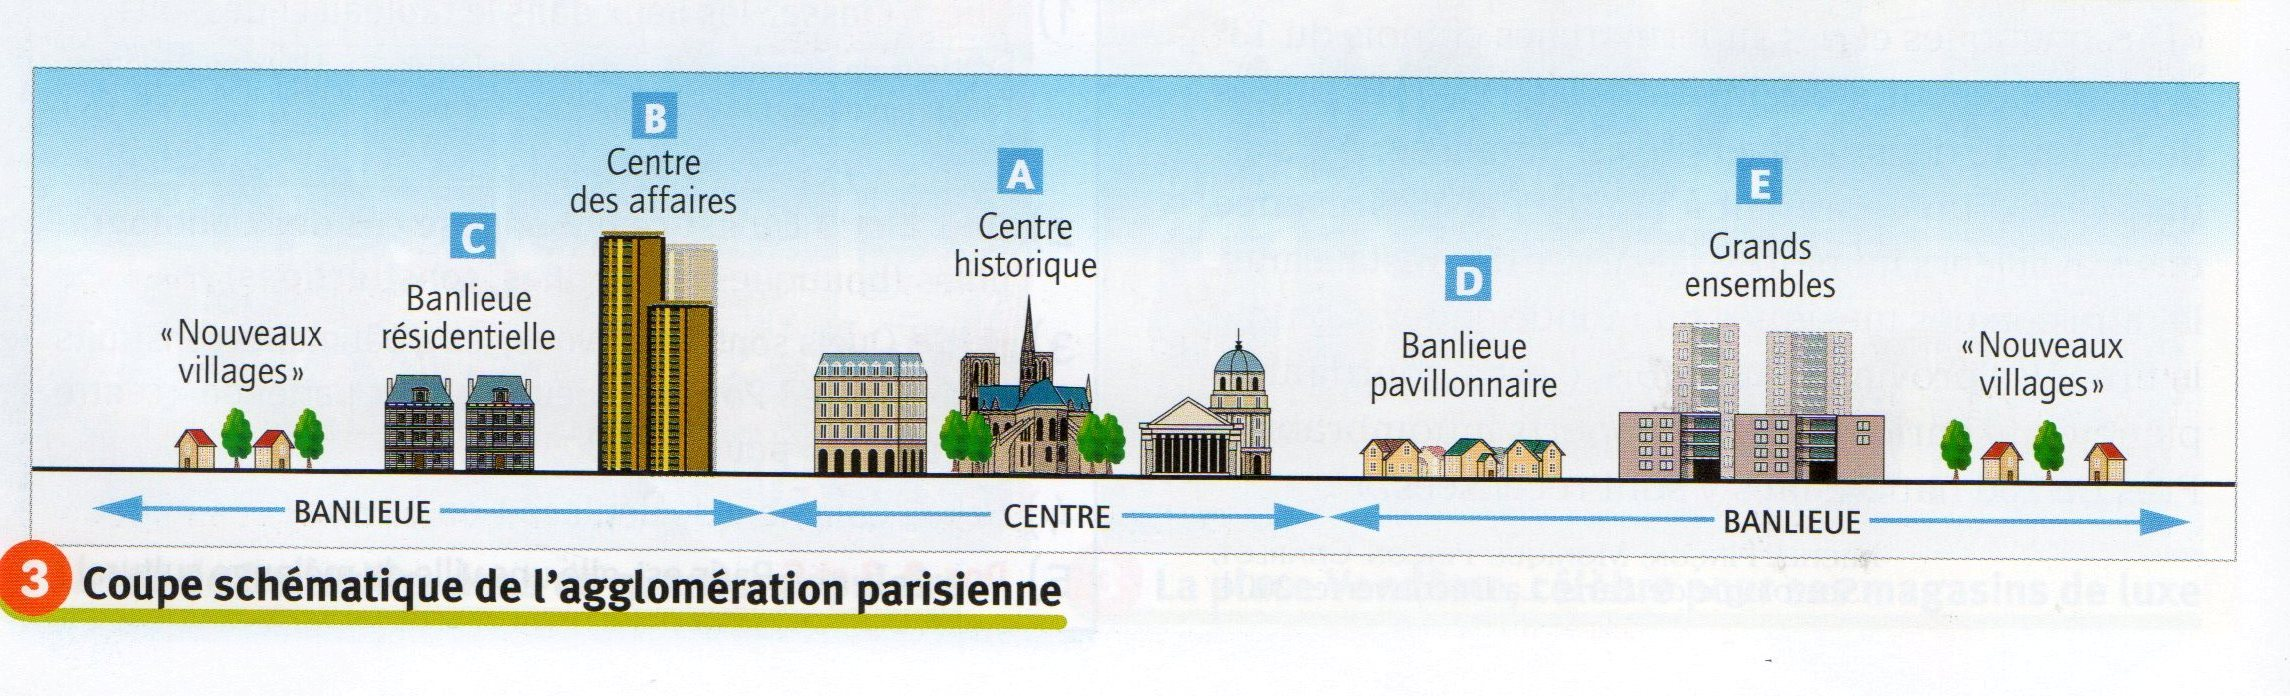 B
Centre
des affaires
A
Centre
historique
E
Grands
ensembles
C
Banlieue
résidentielle
D
Banlieue
pavillonnaire
«Nouveaux
villages»
«Nouveaux
villages»
BANLIEUE
CENTRE
BANLIEUE
3 Coupe schématique de l'agglomération parisienne